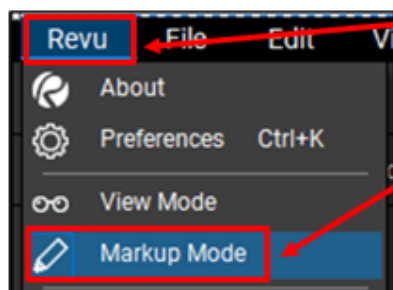 Revu File Edit
About
Preferences Ctrl+K
View Mode
Markup Mode